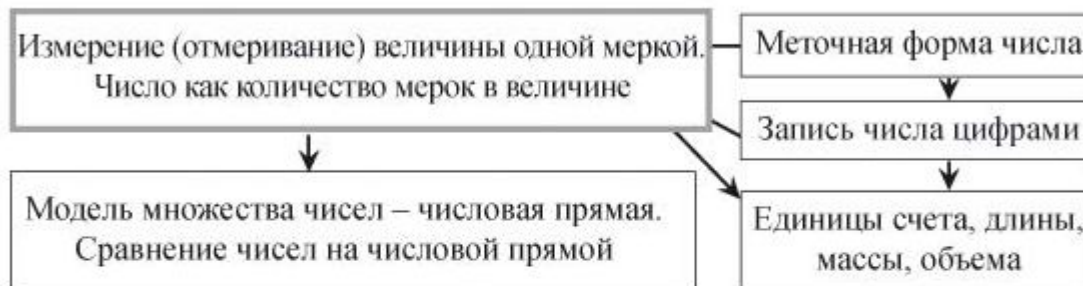 Измерение (отмеривание) величины одной меркой.
Число как количество мерок в величине
Меточная форма числа
Запись числа цифрами
Модель множества чисел – числовая прямая.
Сравнение чисел на числовой прямой
Единицы счета, длины,
массы, объема